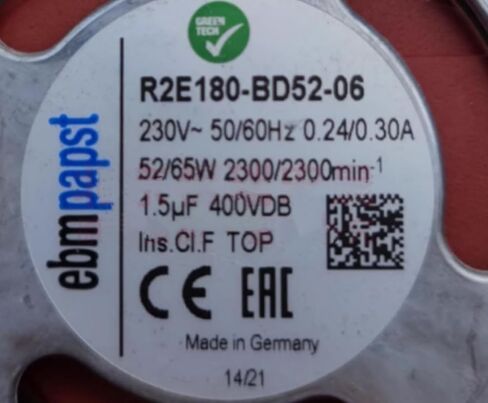 GREEN
TECH
R2E180-BD52-06
230V~ 50/60Hz 0.24/0.30A
52/65W 2300/2300min-1
1.5µF 400VDB
Ins.Cl.F TOP
CE EAC
Made in Germany
14/21
ebmpapst